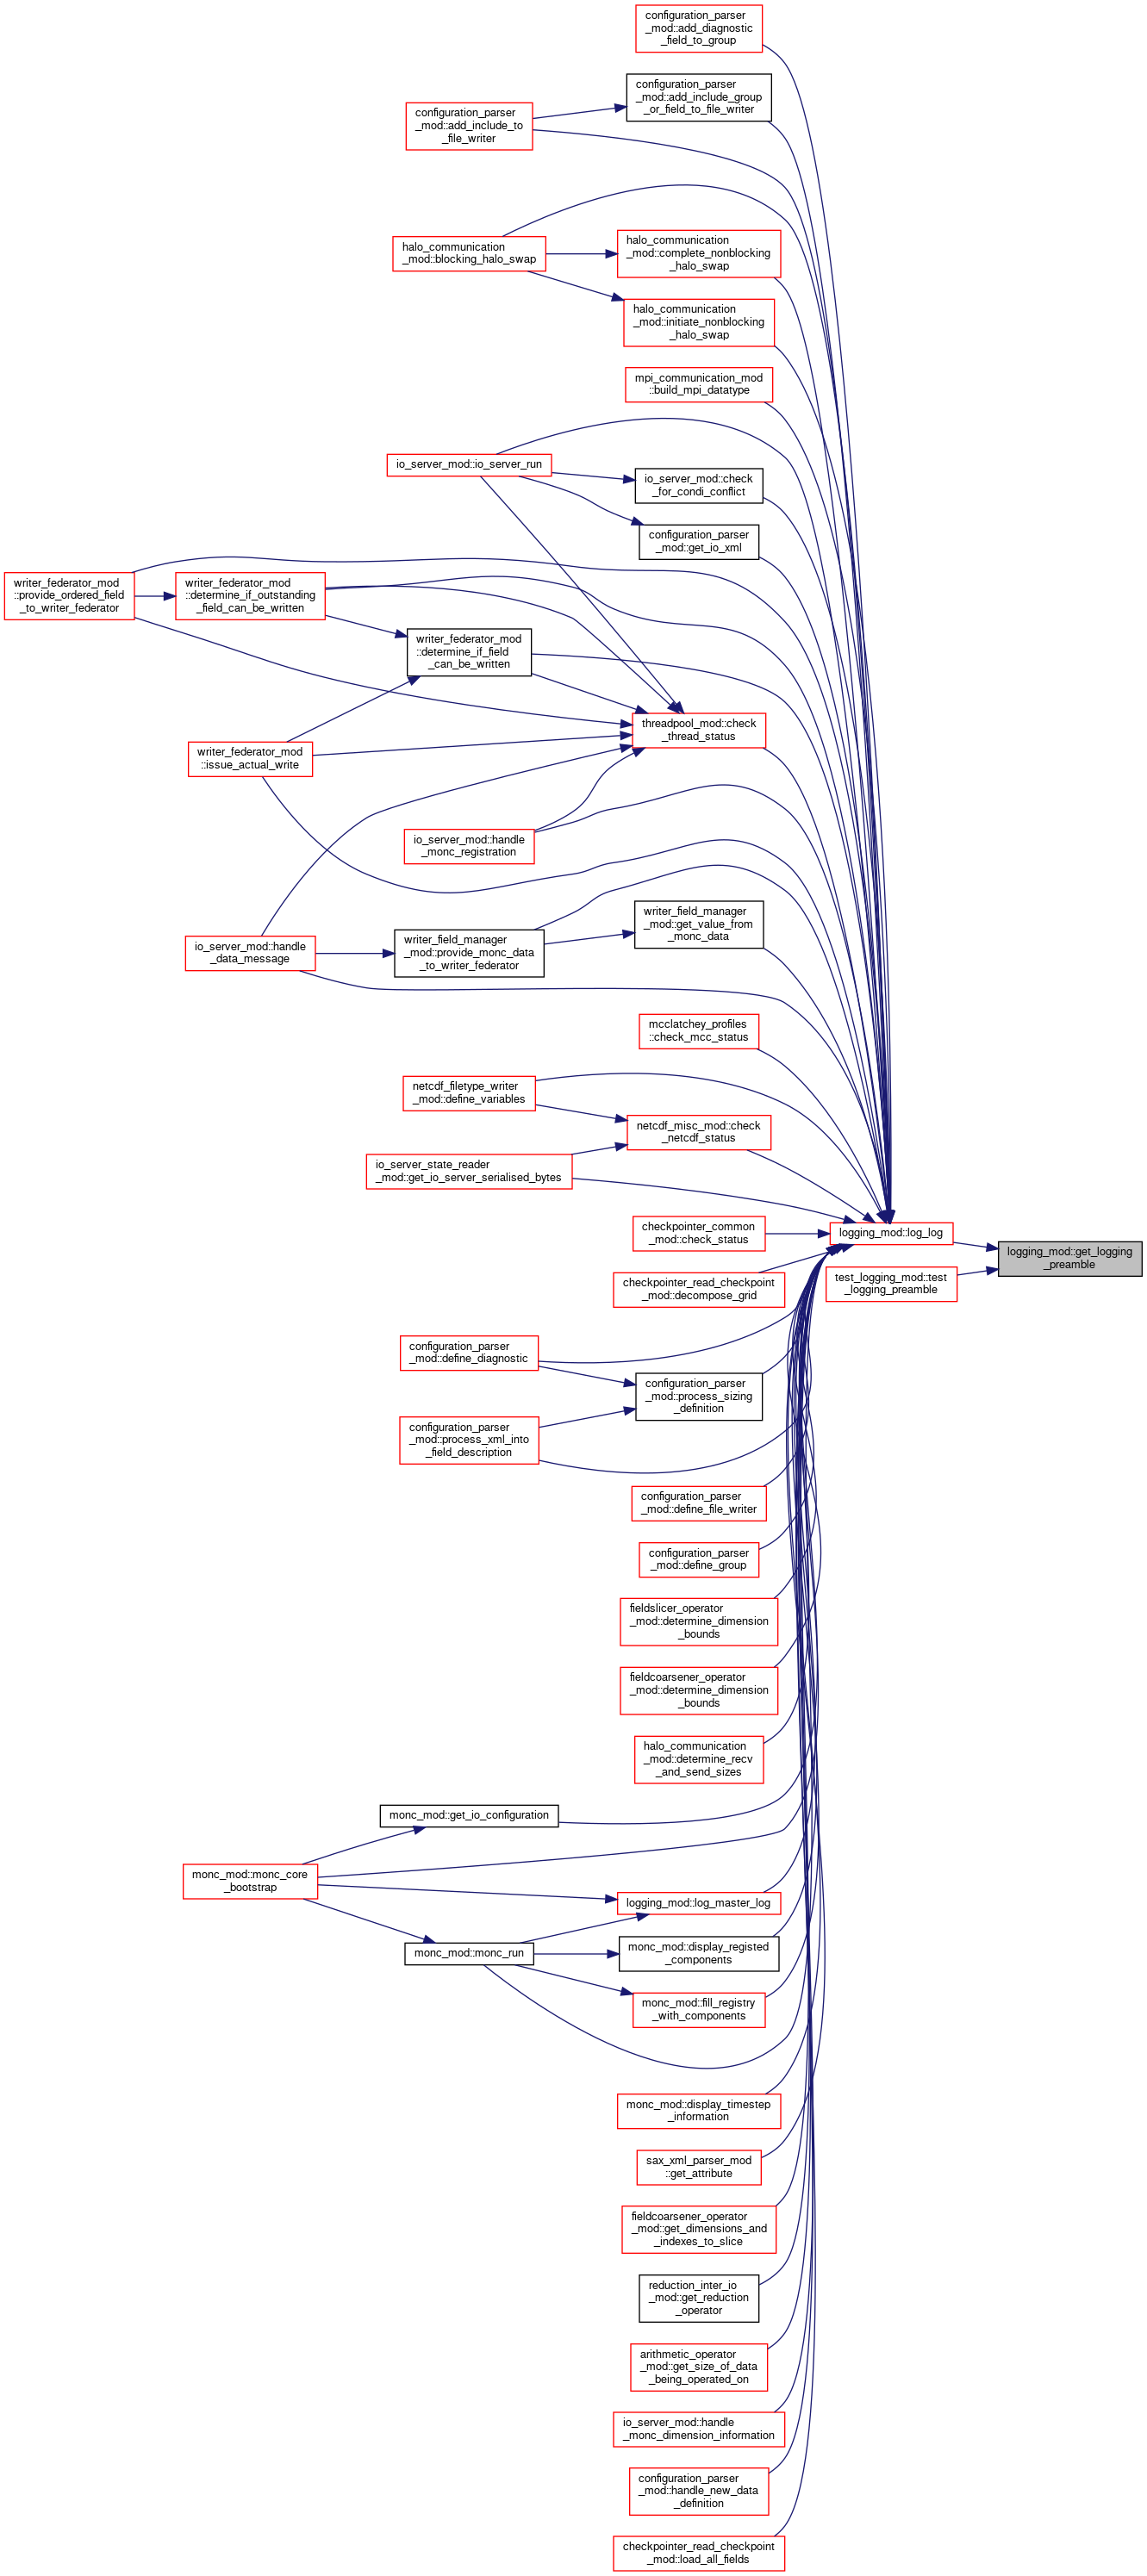 configuration_parser
_mod::add_diagnostic
_field_to_group
configuration_parser
_mod::add_include_group
_or_field_to_file_writer
configuration_parser
_mod::add_include_to
_file_writer
halo_communication
_mod::blocking_halo_swap
halo_communication
_mod::complete_nonblocking
_halo_swap
halo_communication
_mod::initiate_nonblocking
_halo_swap
mpi_communication_mod
::build_mpi_datatype
io_server_mod::io_server_run
io_server_mod::check
_for_condi_conflict
configuration_parser
_mod::get_io_xml
writer_federator_mod
::provide_ordered_field
_to_writer_federator
writer_federator_mod
::determine_if_outstanding
_field_can_be_written
writer_federator_mod
::determine_if_field
_can_be_written
threadpool_mod::check
_thread_status
writer_federator_mod
::issue_actual_write
io_server_mod::handle
_monc_registration
writer_field_manager
_mod::get_value_from
_monc_data
io_server_mod::handle
_data_message
writer_field_manager
_mod::provide_monc_data
_to_writer_federator
mcclatchey_profiles
::check_mcc_status
netcdf_filetype_writer
_mod::define_variables
netcdf_misc_mod::check
_netcdf_status
io_server_state_reader
_mod::get_io_server_serialised_bytes
checkpointer_common
_mod::check_status
logging_mod::log_log
logging_mod::get_logging
_preamble
checkpointer_read_checkpoint
_mod::decompose_grid
test_logging_mod::test
_logging_preamble
configuration_parser
_mod::define_diagnostic
configuration_parser
_mod::process_sizing
_definition
configuration_parser
_mod::process_xml_into
_field_description
configuration_parser
_mod::define_file_writer
configuration_parser
_mod::define_group
fieldslicer_operator
_mod::determine_dimension
_bounds
fieldcoarsener_operator
_mod::determine_dimension
_bounds
halo_communication
_mod::determine_recv
_and_send_sizes
monc_mod::get_io_configuration
monc_mod::monc_core
_bootstrap
logging_mod::log_master_log
monc_mod::monc_run
monc_mod::display_registed
_components
monc_mod::fill_registry
_with_components
monc_mod::display_timestep
_information
sax_xml_parser_mod
::get_attribute
fieldcoarsener_operator
_mod::get_dimensions_and
_indexes_to_slice
reduction_inter_io
_mod::get_reduction
_operator
arithmetic_operator
_mod::get_size_of_data
_being_operated_on
io_server_mod::handle
_monc_dimension_information
configuration_parser
_mod::handle_new_data
_definition
checkpointer_read_checkpoint
_mod::load_all_fields